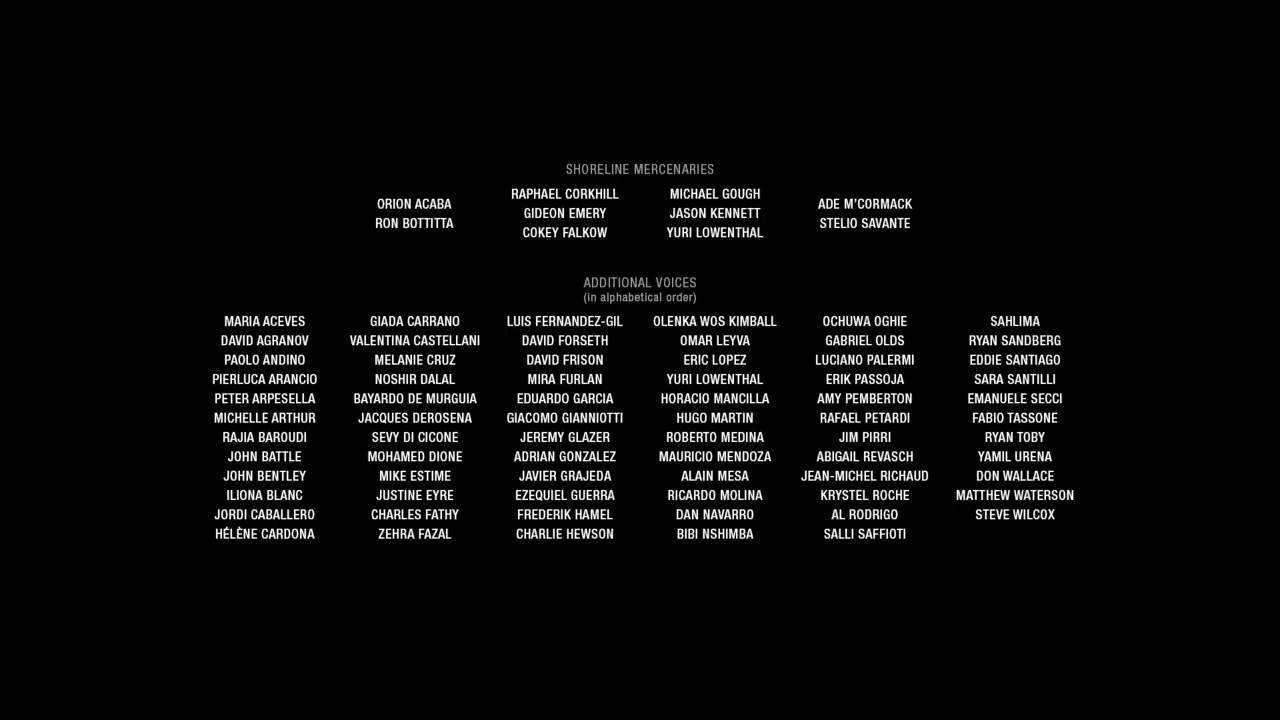 SHORELINE MERCENARIES
ORION ACABA
RON BOTTITTA
RAPHAEL CORKHILL
GIDEON EMERY
COKEY FALKOW
MICHAEL GOUGH
JASON KENNETT
YURI LOWENTHAL
ADE M'CORMACK
STELIO SAVANTE
ADDITIONAL VOICES
(in alphabetical order)
MARIA ACEVES
DAVID AGRANOV
PAOLO ANDINO
PIERLUCA ARANCIO
PETER ARPESELLA
MICHELLE ARTHUR
RAJIA BAROUDI
JOHN BATTLE
JOHN BENTLEY
ILIONA BLANC
JORDI CABALLERO
HÉLÈNE CARDONA
GIADA CARRANO
VALENTINA CASTELLANI
MELANIE CRUZ
NOSHIR DALAL
BAYARDO DE MURGUIA
JACQUES DEROSENA
SEVY DI CICONE
MOHAMED DIONE
MIKE ESTIME
JUSTINE EYRE
CHARLES FATHY
ZEHRA FAZAL
LUIS FERNANDEZ-GIL
DAVID FORSETH
DAVID FRISON
MIRA FURLAN
EDUARDO GARCIA
GIACOMO GIANNIOTTI
JEREMY GLAZER
ADRIAN GONZALEZ
JAVIER GRAJEDA
EZEQUIEL GUERRA
FREDERIK HAMEL
CHARLIE HEWSON
OLENKA WOS KIMBALL
OMAR LEYVA
ERIC LOPEZ
YURI LOWENTHAL
HORACIO MANCILLA
HUGO MARTIN
ROBERTO MEDINA
MAURICIO MENDOZA
ALAIN MESA
RICARDO MOLINA
DAN NAVARRO
BIBI NSHIMBA
OCHUWA OGHIE
GABRIEL OLDS
LUCIANO PALERMI
ERIK PASSOJA
AMY PEMBERTON
RAFAEL PETARDI
JIM PIRRI
ABIGAIL REVASCH
JEAN-MICHEL RICHAUD
KRYSTEL ROCHE
AL RODRIGO
SALLI SAFFIOTI
SAHLIMA
RYAN SANDBERG
EDDIE SANTIAGO
SARA SANTILLI
EMANUELE SECCI
FABIO TASSONE
RYAN TOBY
YAMIL URENA
DON WALLACE
MATTHEW WATERSON
STEVE WILCOX